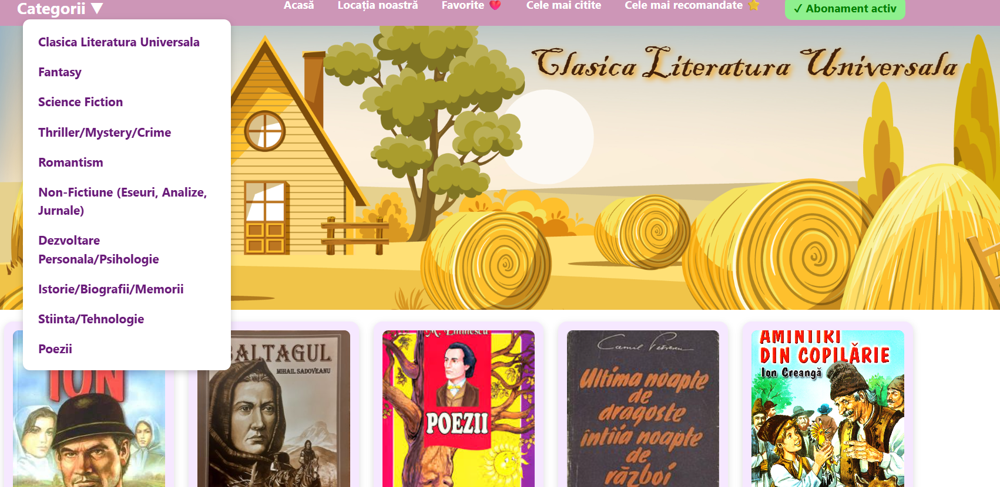 Categorii ▼
Acasă
Locația noastră
Favorite ❤️
Cele mai citite
Cele mai recomandate ⭐
✓ Abonament activ
Clasica Literatura Universala
Fantasy
Science Fiction
Thriller/Mystery/Crime
Romantism
Non-Fictiune (Eseuri, Analize,
Jurnale)
Dezvoltare
Personala/Psihologie
Istorie/Biografii/Memorii
Stiinta/Tehnologie
Poezii
Clasica Literatura Universala
ION
BALTAGUL
MIHAIL SADOVEANU
M. Eminescu
POEZII
Camil Petrescu
Ultima noapte
de
dragoste
întîia noapte
de
război
AMINTIRI
DIN COPILĂRIE
Ion Creangă